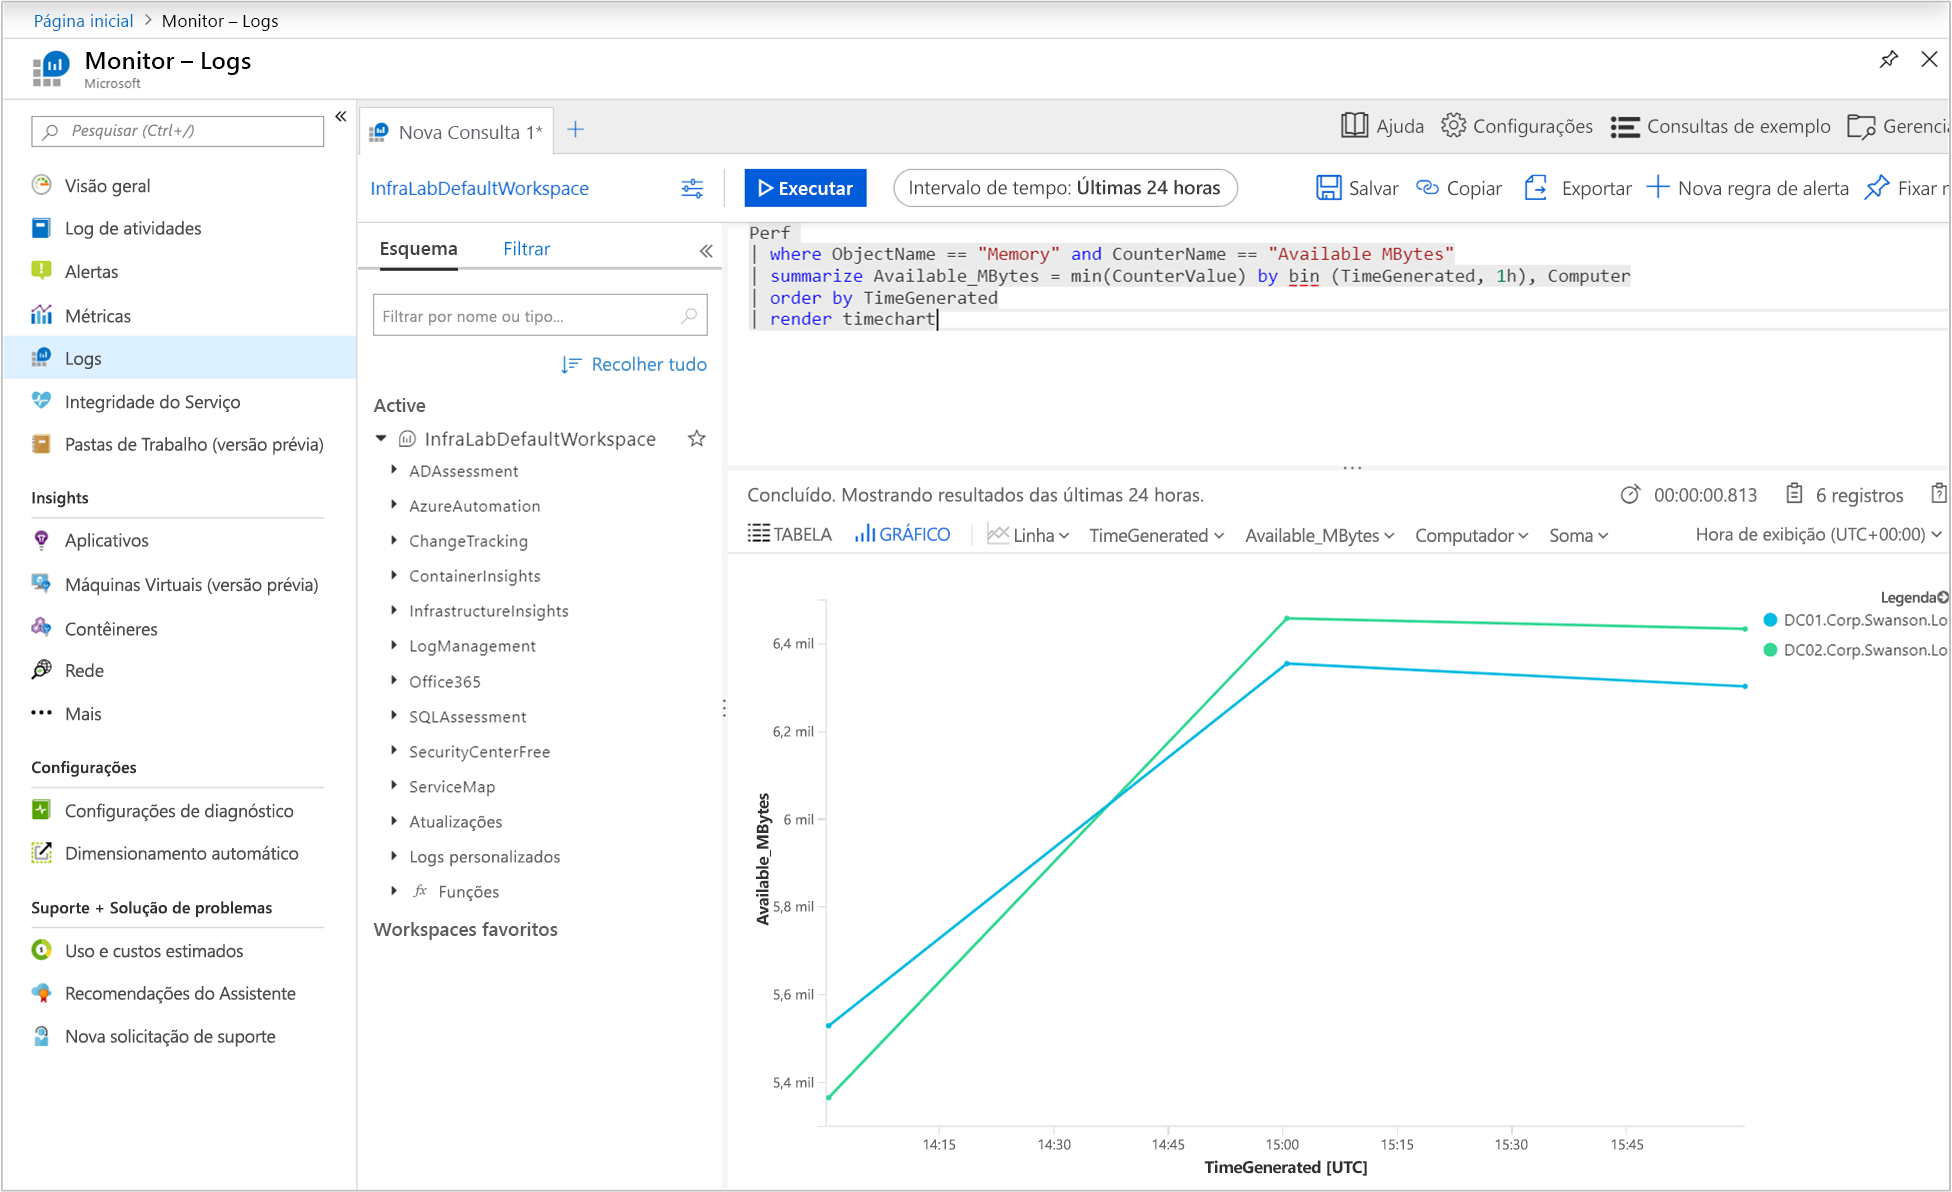 Página inicial > Monitor – Logs
Monitor – Logs
Microsoft
Pesquisar (Ctrl+/)
«
Visão geral
Log de atividades
Alertas
Métricas
Logs
Integridade do Serviço
Pastas de Trabalho (versão prévia)
Insights
Aplicativos
Máquinas Virtuais (versão prévia)
Contêineres
Rede
Mais
Configurações
Configurações de diagnóstico
Dimensionamento automático
Suporte + Solução de problemas
Uso e custos estimados
Recomendações do Assistente
Nova solicitação de suporte
Nova Consulta 1* +
Ajuda Configurações Consultas de exemplo Gerencia
InfraLabDefaultWorkspace
Executar Intervalo de tempo: Últimas 24 horas Salvar Copiar Exportar Nova regra de alerta Fixar n
Esquema Filtrar «
Filtrar por nome ou tipo...
Recolher tudo
Active
InfraLabDefaultWorkspace
ADAssessment
AzureAutomation
ChangeTracking
ContainerInsights
InfrastructureInsights
LogManagement
Office365
SQLAssessment
SecurityCenterFree
ServiceMap
Atualizações
Logs personalizados
fx Funções
Workspaces favoritos
Perf
| where ObjectName == "Memory" and CounterName == "Available MBytes"
| summarize Available_MBytes = min(CounterValue) by bin (TimeGenerated, 1h), Computer
| order by TimeGenerated
| render timechart
Concluído. Mostrando resultados das últimas 24 horas. 00:00:00.813 6 registros
TABELA GRÁFICO Linha TimeGenerated Available_MBytes Computador Soma Hora de exibição (UTC+00:00)
Legenda
DC01.Corp.Swanson.Lo
DC02.Corp.Swanson.Lo
Available_MBytes
6,4 mil
6,2 mil
6 mil
5,8 mil
5,6 mil
5,4 mil
14:15 14:30 14:45 15:00 15:15 15:30 15:45
TimeGenerated [UTC]